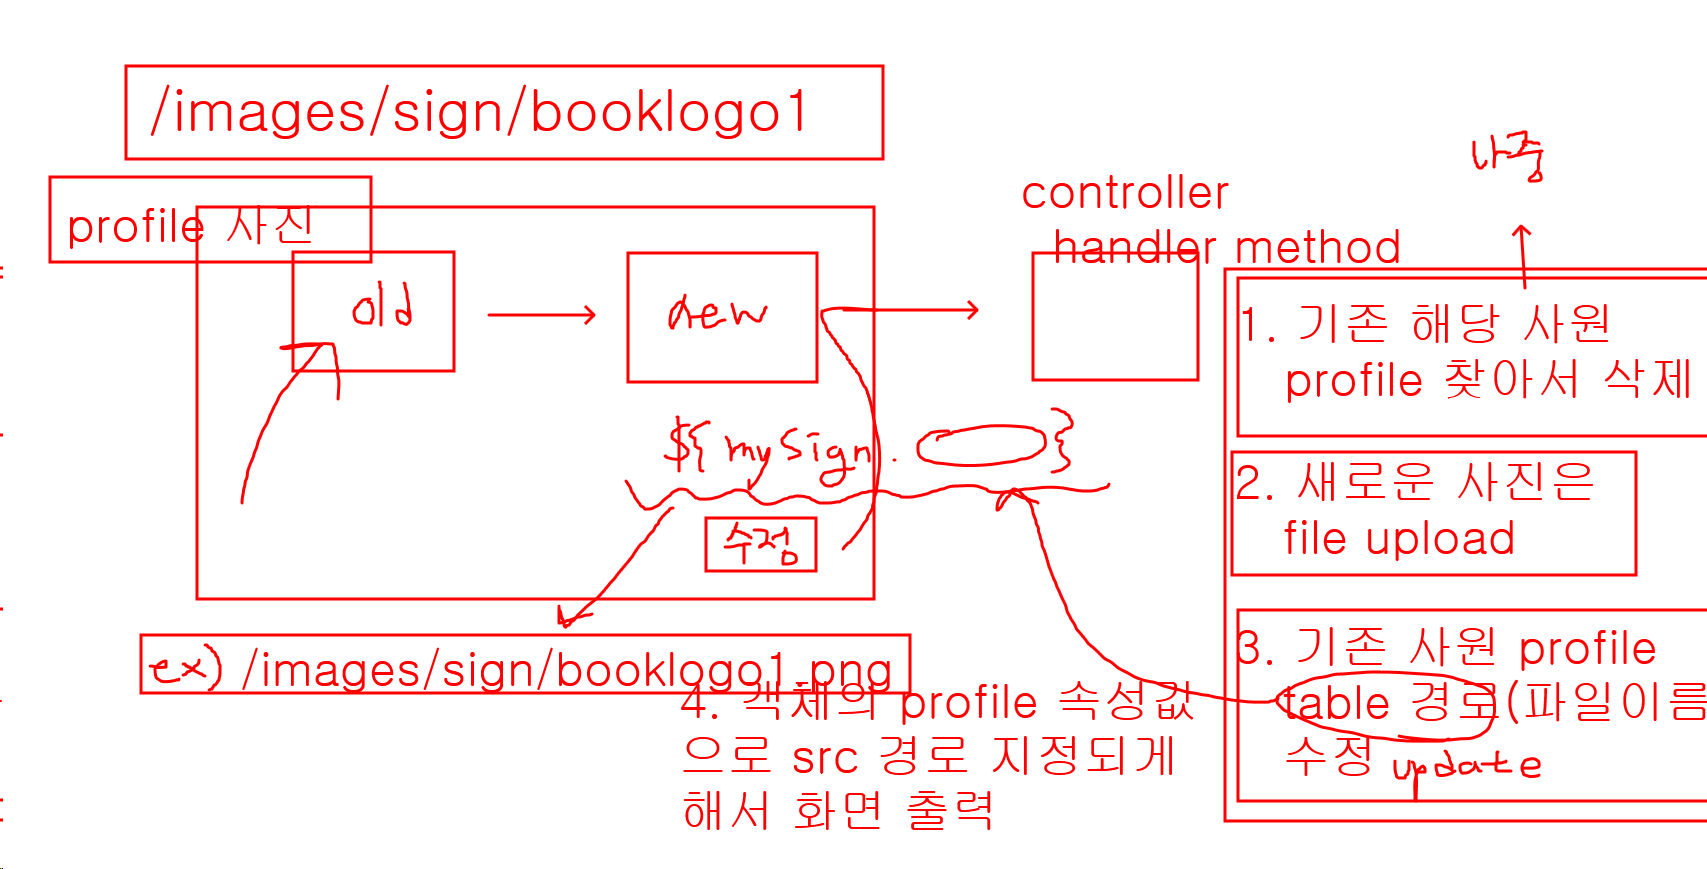 /images/sign/booklogo1
나중
profile 사진
controller
handler method
old
new
1. 기존 해당 사원
profile 찾아서 삭제
${mySign.      }
2. 새로운 사진은
file upload
수정
ex) /images/sign/booklogo1.png
3. 기존 사원 profile
table 경로(파일이름
수정 update
4. 객체의 profile 속성값
으로 src 경로 지정되게
해서 화면 출력